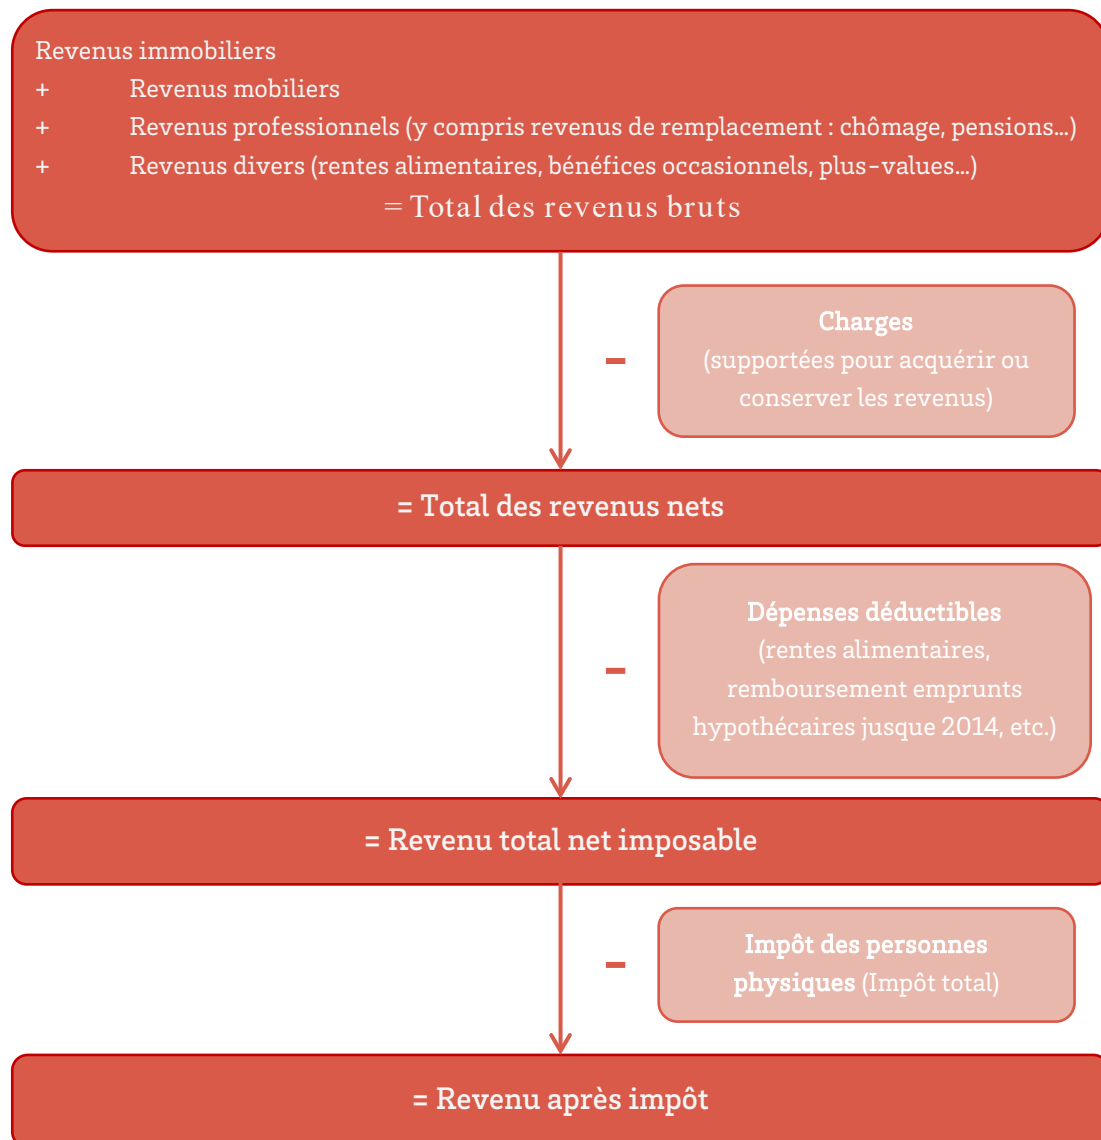 Revenus immobiliers
+ Revenus mobiliers
+ Revenus professionnels (y compris revenus de remplacement : chômage, pensions…)
+ Revenus divers (rentes alimentaires, bénéfices occasionnels, plus-values…)
= Total des revenus bruts
-
Charges
(supportées pour acquérir ou
conserver les revenus)
= Total des revenus nets
-
Dépenses déductibles
(rentes alimentaires,
remboursement emprunts
hypothécaires jusque 2014, etc.)
= Revenu total net imposable
-
Impôt des personnes
physiques (Impôt total)
= Revenu après impôt